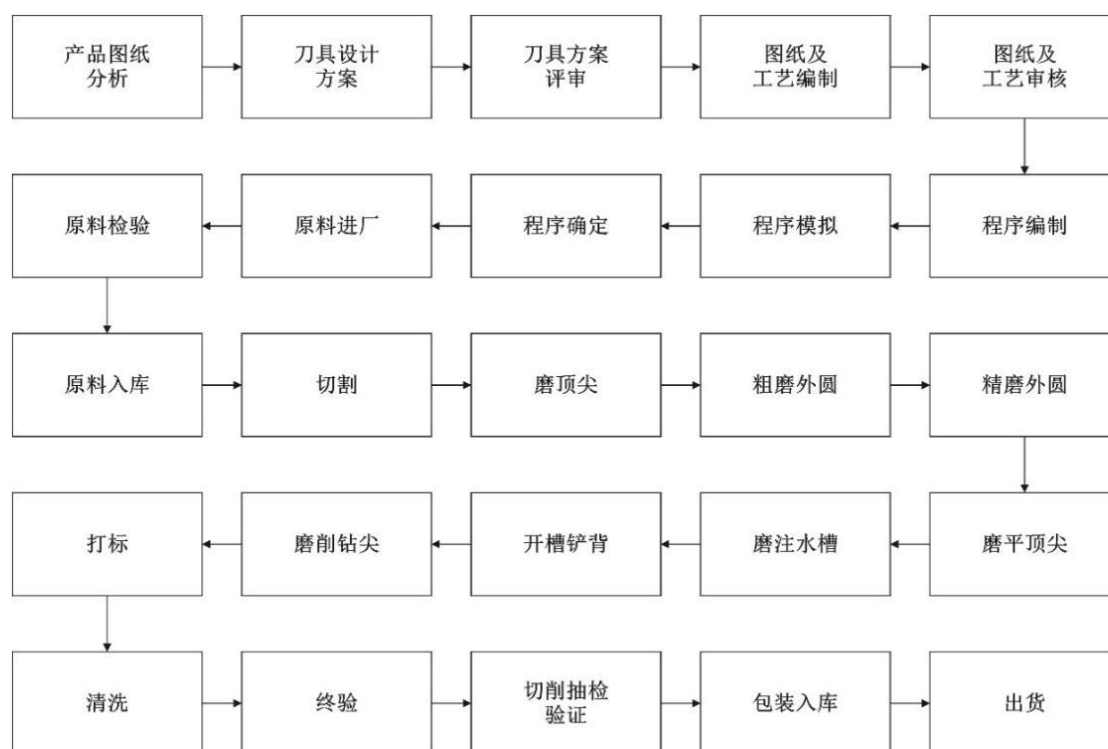 产品图纸
分析
刀具设计
方案
刀具方案
评审
图纸及
工艺编制
图纸及
工艺审核
原料检验
原料进厂
程序确定
程序模拟
程序编制
原料入库
切割
磨顶尖
粗磨外圆
精磨外圆
打标
磨削钻尖
开槽铲背
磨注水槽
磨平顶尖
清洗
终验
切削抽检
验证
包装入库
出货